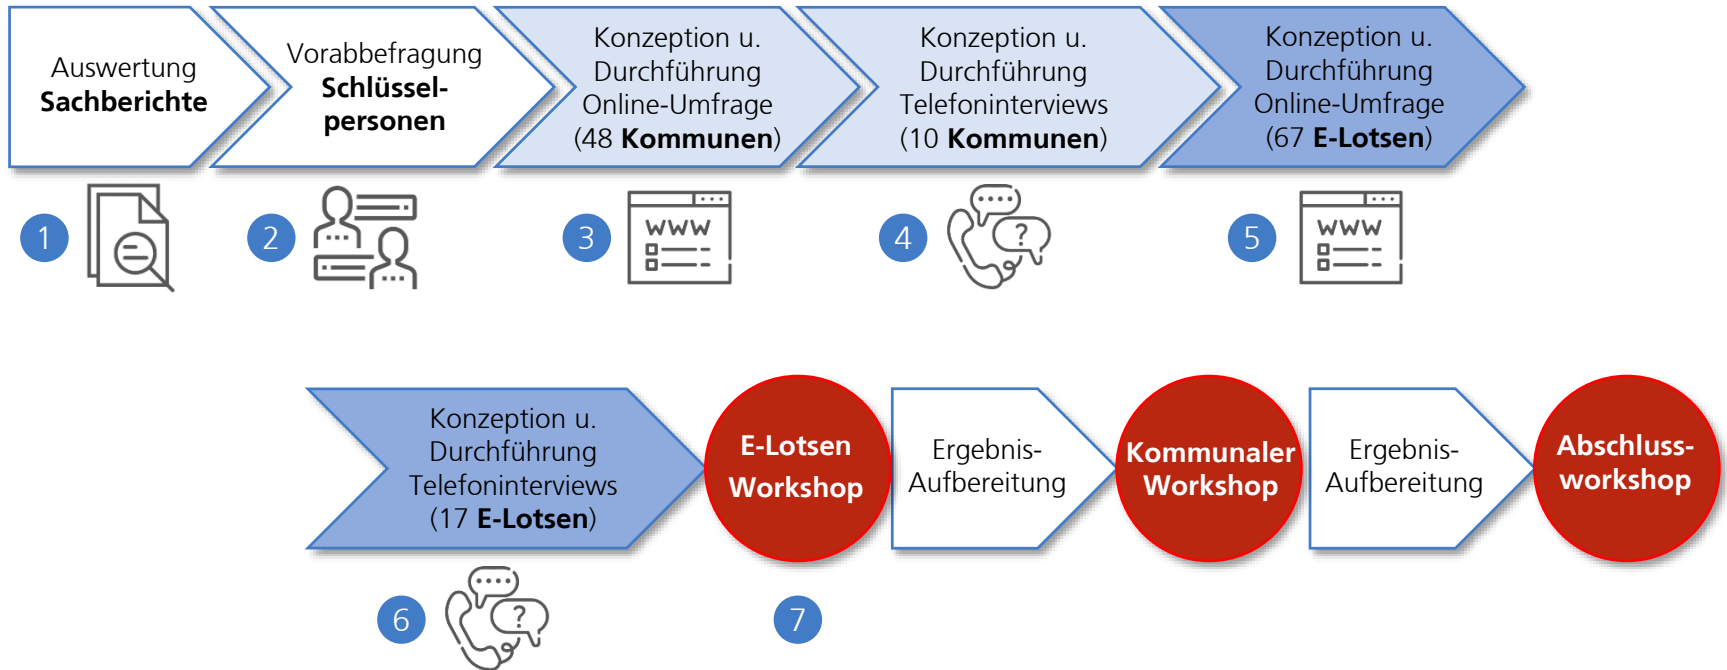 Auswertung
Sachberichte
Vorabbefragung
Schlüssel-
personen
Konzeption u.
Durchführung
Online-Umfrage
(48 Kommunen)
Konzeption u.
Durchführung
Telefoninterviews
(10 Kommunen)
Konzeption u.
Durchführung
Online-Umfrage
(67 E-Lotsen)
1
2
3
WWW
4
?
5
WWW
Konzeption u.
Durchführung
Telefoninterviews
(17 E-Lotsen)
E-Lotsen
Workshop
Ergebnis-
Aufbereitung
Kommunaler
Workshop
Ergebnis-
Aufbereitung
Abschluss-
workshop
6
?
7